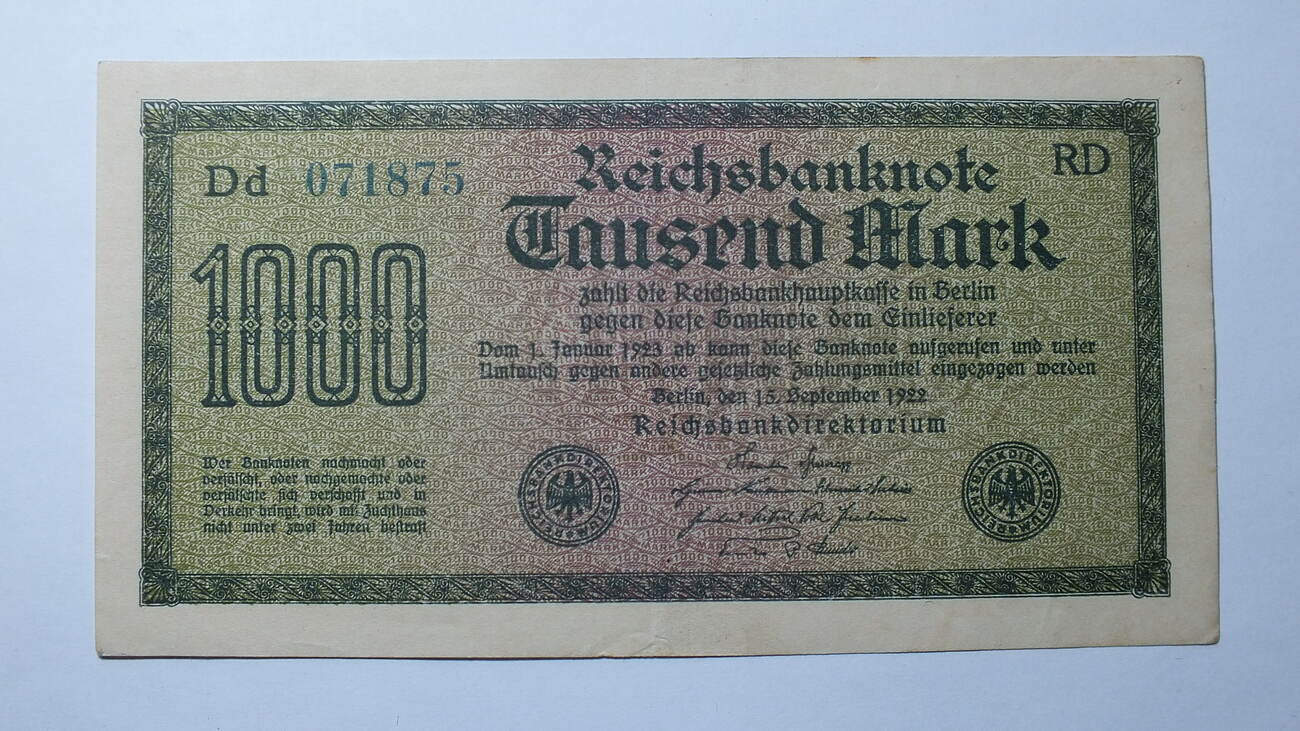 Dd 071875
Reichsbanknote
RD
Tausend Mark
1000
zahlt die Reichsbankhauptkasse in Berlin
gegen diese Banknote dem Einlieferer
Vom 1. Januar 1923 ab kann diese Banknote aufgerufen und unter
Umtausch gegen andere gesetzliche Zahlungsmittel eingezogen werden
Berlin, den 15. September 1922
Reichsbankdirektorium
Wer Banknoten nachmacht oder
verfälscht, oder nachgemachte oder
verfälschte sich verschafft und in
Verkehr bringt, wird mit Zuchthaus
nicht unter zwei Jahren bestraft
REICHSBANKDIREKTORIUM
REICHSBANKDIREKTORIUM